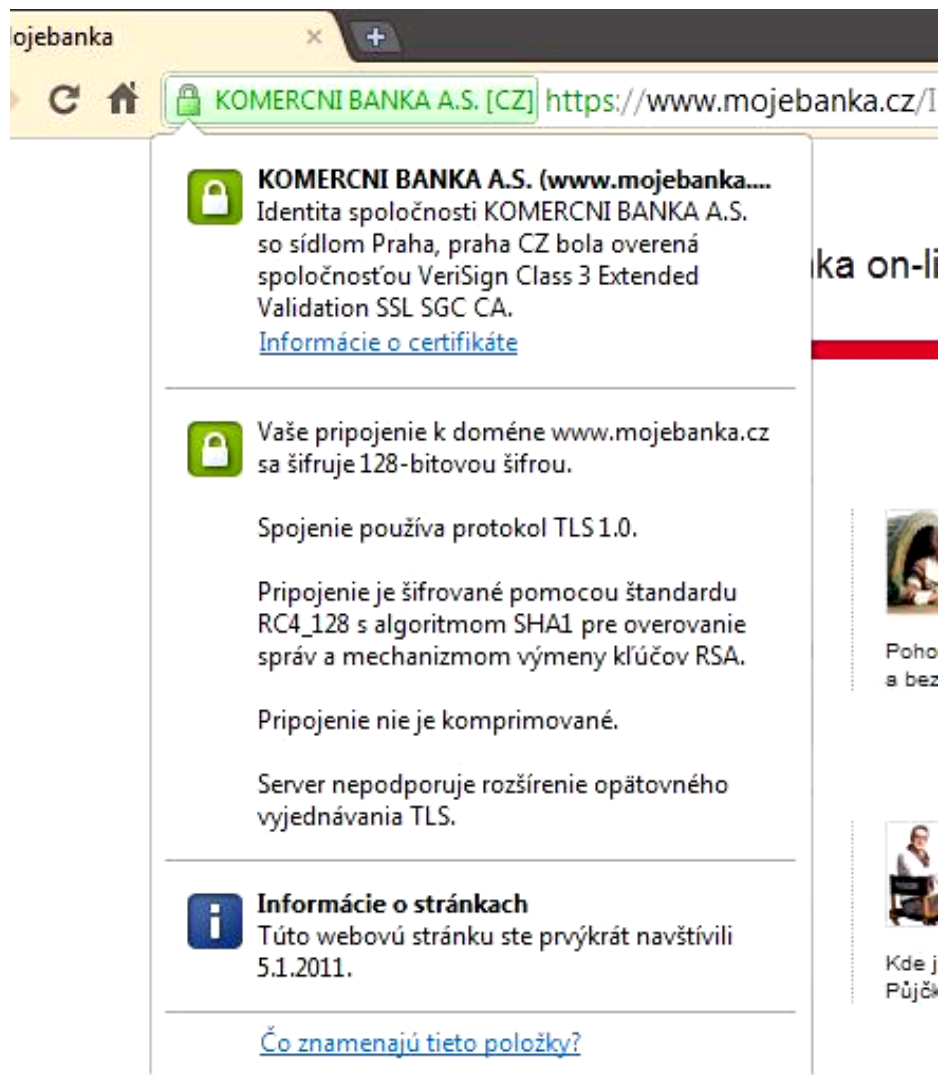 ojebanka
KOMERCNI BANKA A.S. [CZ] https://www.mojebanka.cz/I
KOMERCNI BANKA A.S. (www.mojebanka....
Identita spoločnosti KOMERCNI BANKA A.S.
so sídlom Praha, praha CZ bola overená
spoločnosťou VeriSign Class 3 Extended
Validation SSL SGC CA.
Informácie o certifikáte
ka on-li
Vaše pripojenie k doméne www.mojebanka.cz
sa šifruje 128-bitovou šifrou.
Spojenie používa protokol TLS 1.0.
Pripojenie je šifrované pomocou štandardu
RC4_128 s algoritmom SHA1 pre overovanie
správ a mechanizmom výmeny kľúčov RSA.
Pripojenie nie je komprimované.
Server nepodporuje rozšírenie opätovného
vyjednávania TLS.
Poho
a bez
Informácie o stránkach
Túto webovú stránku ste prvýkrát navštívili
5.1.2011.
Kde j
Půjčk
Čo znamenajú tieto položky?